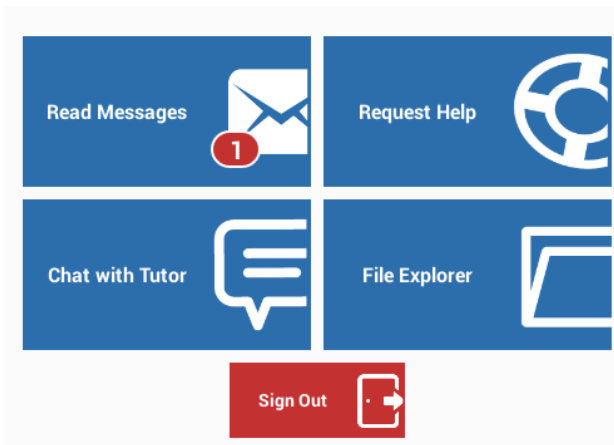 Read Messages
1
Request Help
Chat with Tutor
File Explorer
Sign Out